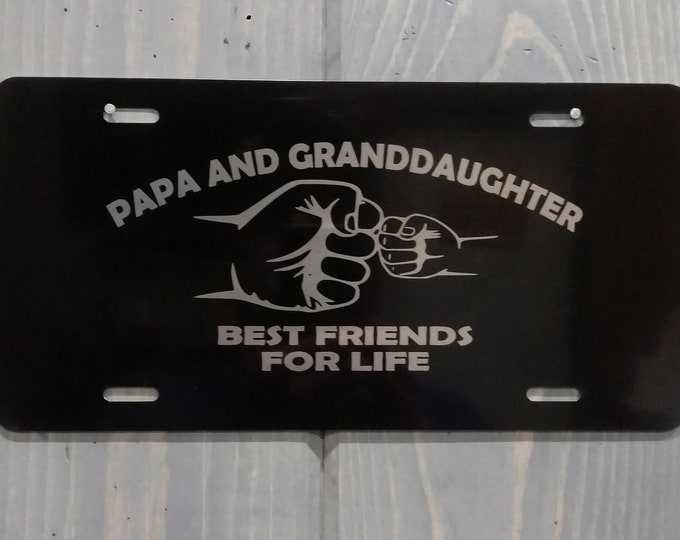 PAPA AND GRANDDAUGHTER
BEST FRIENDS
FOR LIFE